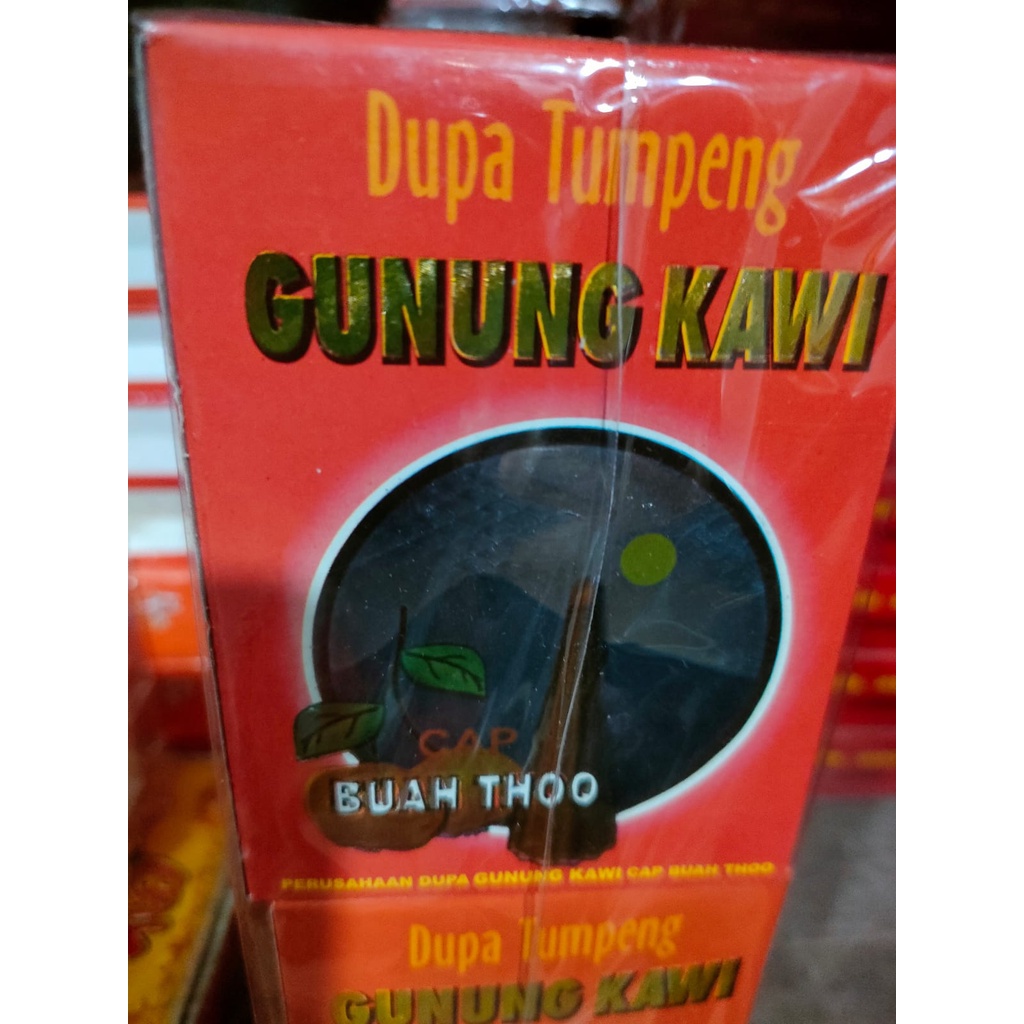 Dupa Tumpeng
GUNUNG KAWI
CAP
BUAH THOO
PERUSAHAAN DUPA GUNUNG KAWI CAP BUAH THOO
Dupa Tumpeng
GUNUNG KAWI